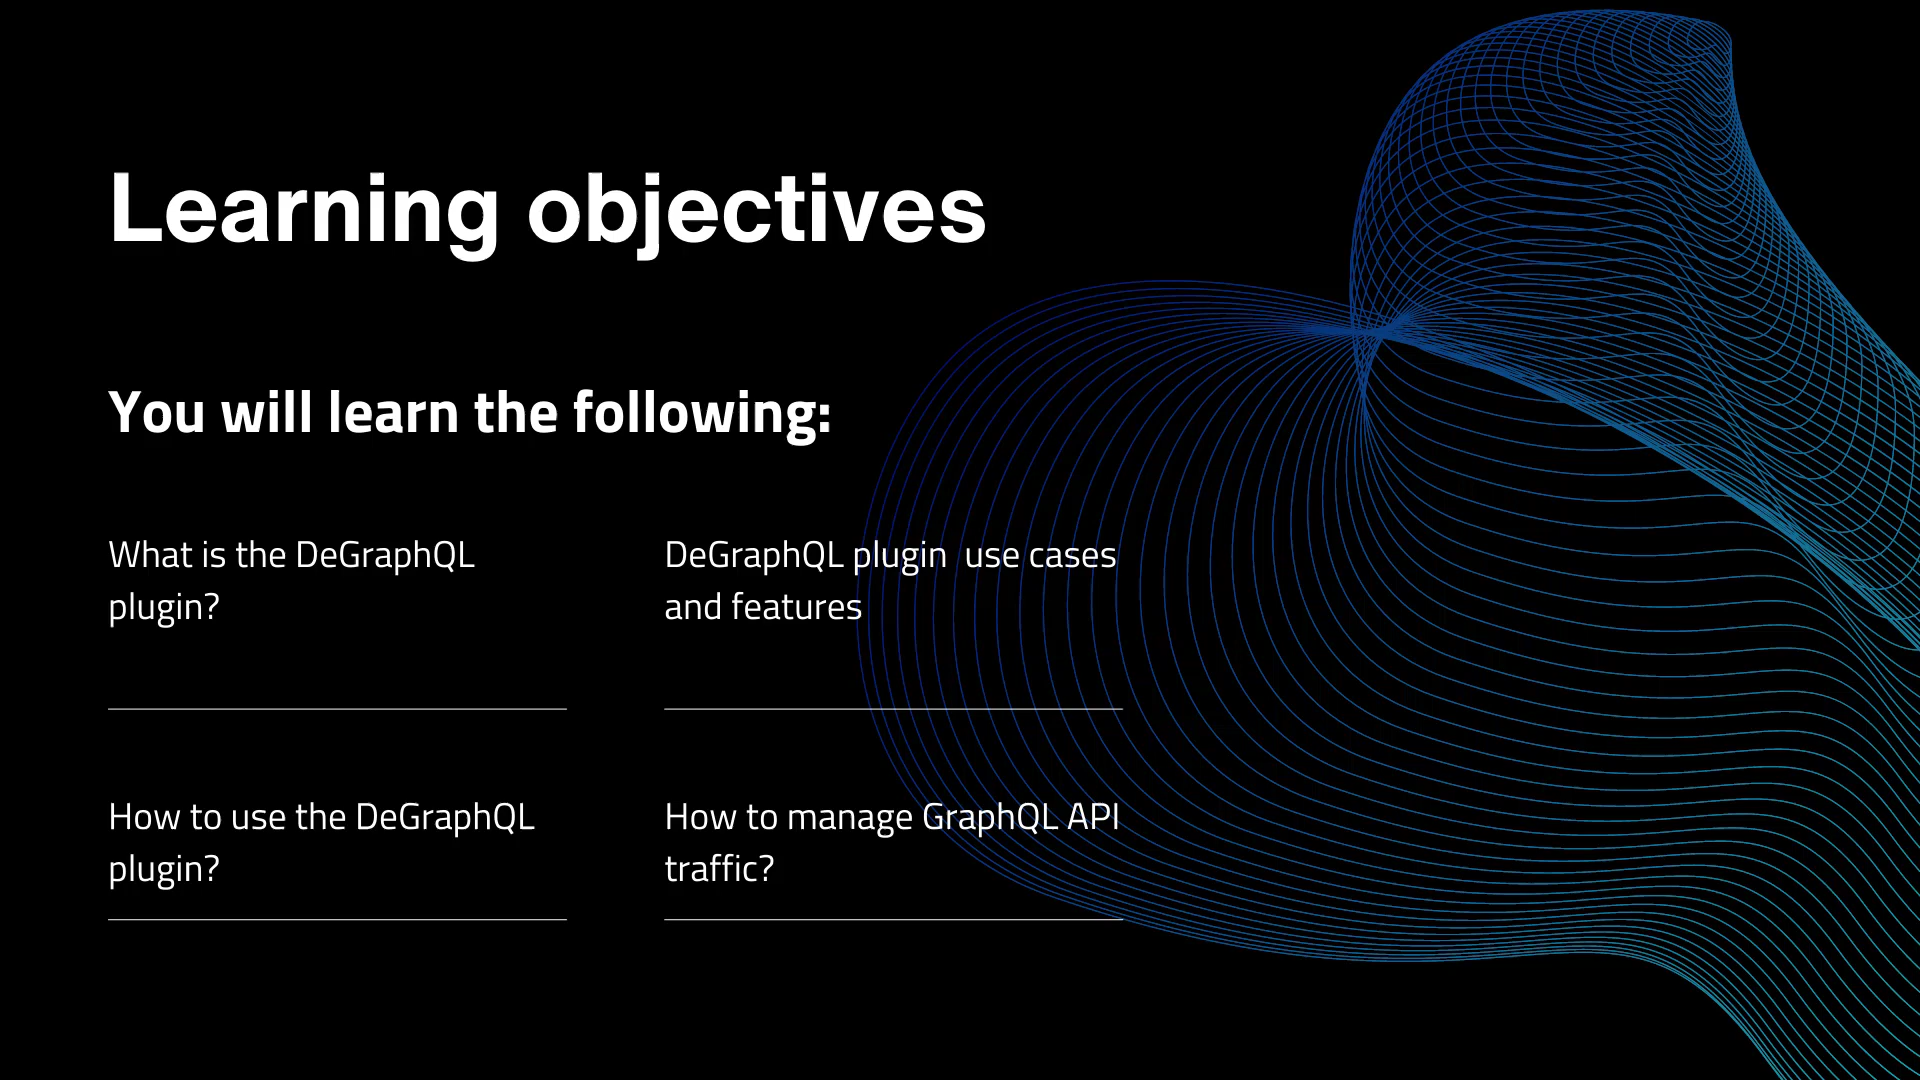 Learning objectives
You will learn the following:
What is the DeGraphQL
plugin?
DeGraphQL plugin  use cases
and features
How to use the DeGraphQL
plugin?
How to manage GraphQL API
traffic?